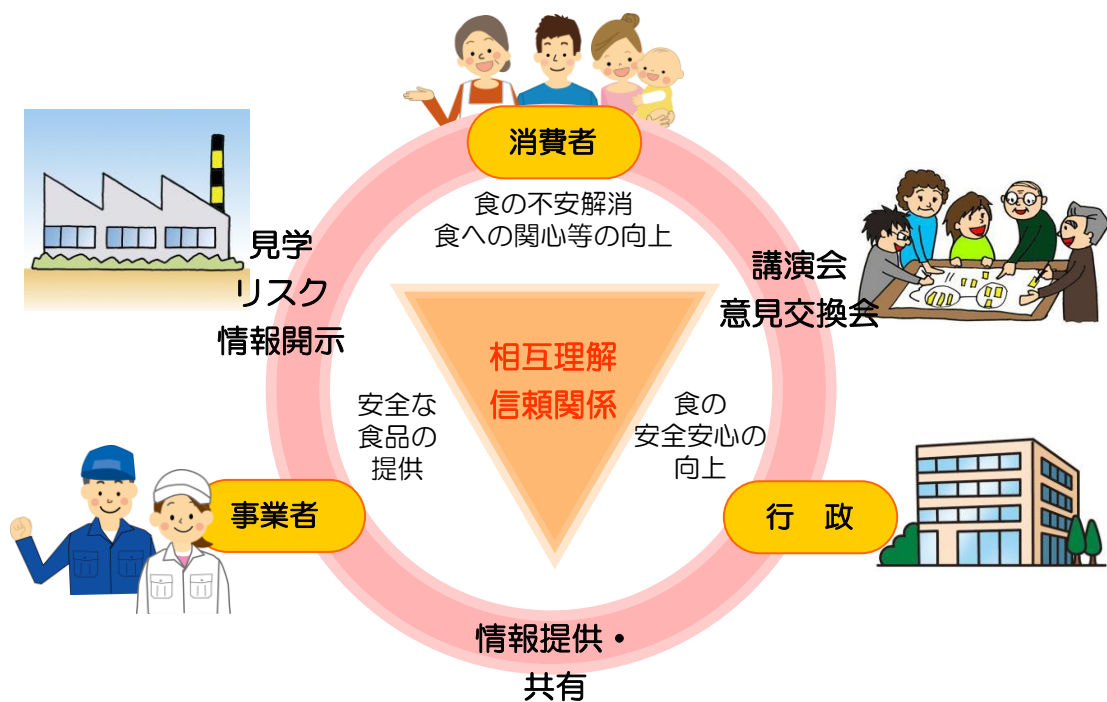 消費者
食の不安解消
食への関心等の向上
見学
リスク
情報開示
講演会
意見交換会
相互理解
信頼関係
安全な
食品の
提供
食の
安全安心の
向上
事業者
行　政
情報提供・
共有